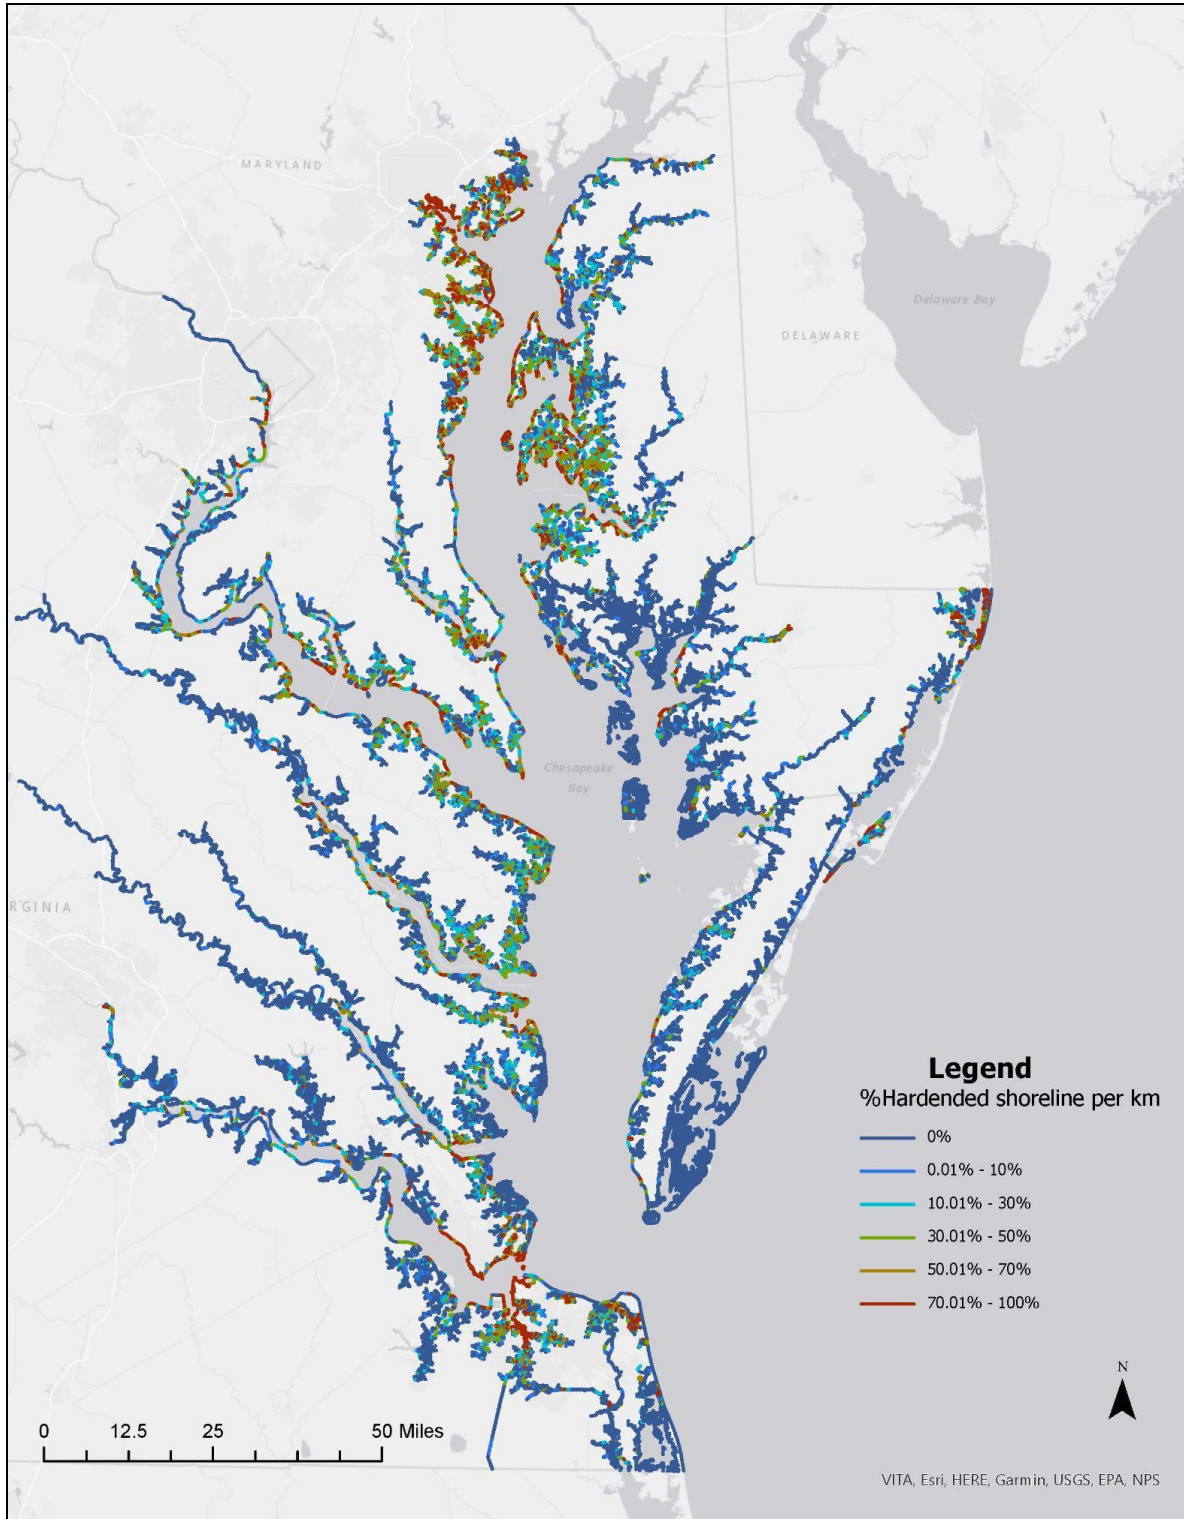 MARYLAND
Delaware Bay
DELAWARE
Chesapeake
Bay
RGINIA
Legend
%Hardended shoreline per km
0%
0.01% - 10%
10.01% - 30%
30.01% - 50%
50.01% - 70%
70.01% - 100%
N
0 12.5 25 50 Miles
VITA, Esri, HERE, Garmin, USGS, EPA, NPS